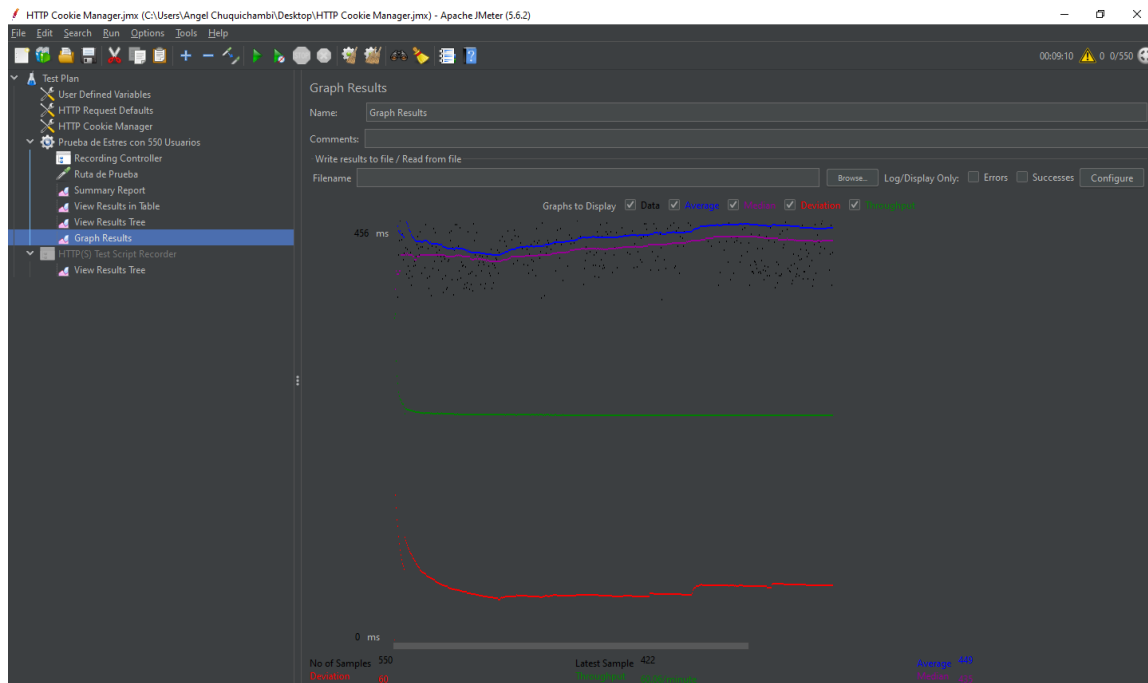 HTTP Cookie Manager.jmx (C:\Users\Angel Chuquichambi\Desktop\HTTP Cookie Manager.jmx) - Apache JMeter (5.6.2)
File Edit Search Run Options Tools Help
00:09:10 0 0/550
Test Plan
User Defined Variables
HTTP Request Defaults
HTTP Cookie Manager
Prueba de Estres con 550 Usuarios
Recording Controller
Ruta de Prueba
Summary Report
View Results in Table
View Results Tree
Graph Results
HTTP(S) Test Script Recorder
View Results Tree
Graph Results
Name: Graph Results
Comments:
Write results to file / Read from file
Filename Browse... Log/Display Only: Errors Successes Configure
Graphs to Display Data Average Median Deviation Throughput
456 ms
0 ms
No of Samples 550 Latest Sample 422 Average 449
Deviation Throughput